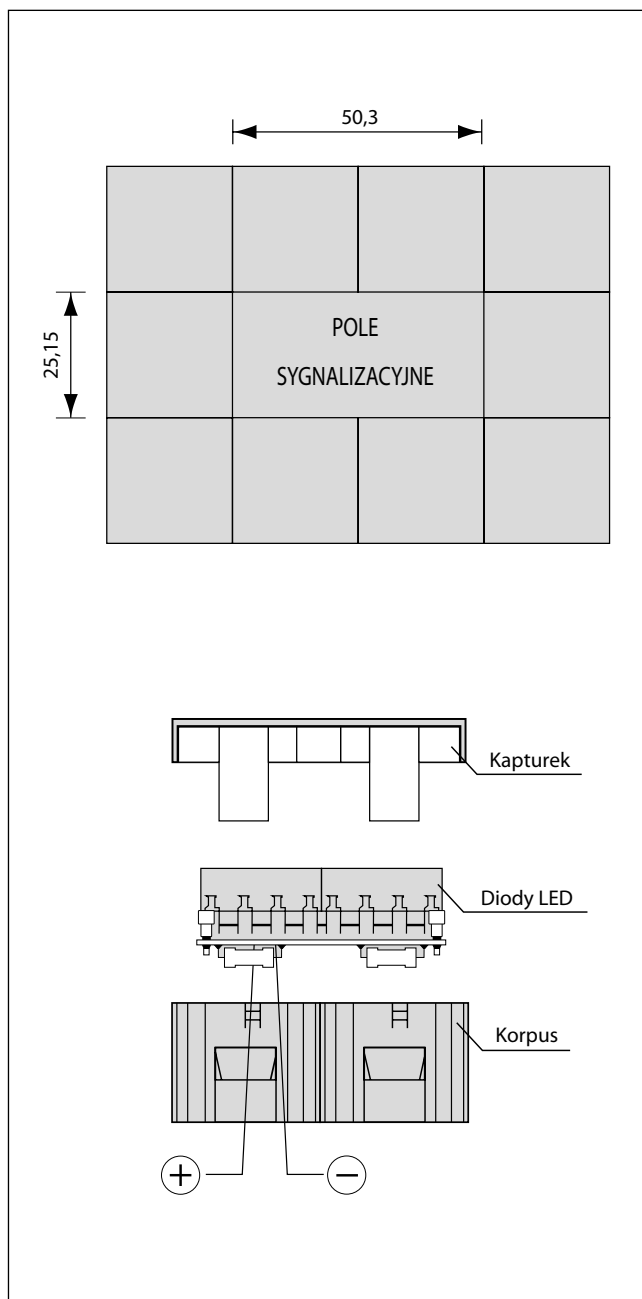 50,3
25,15
POLE
SYGNALIZACYJNE
Kapturek
Diody LED
Korpus
+ −